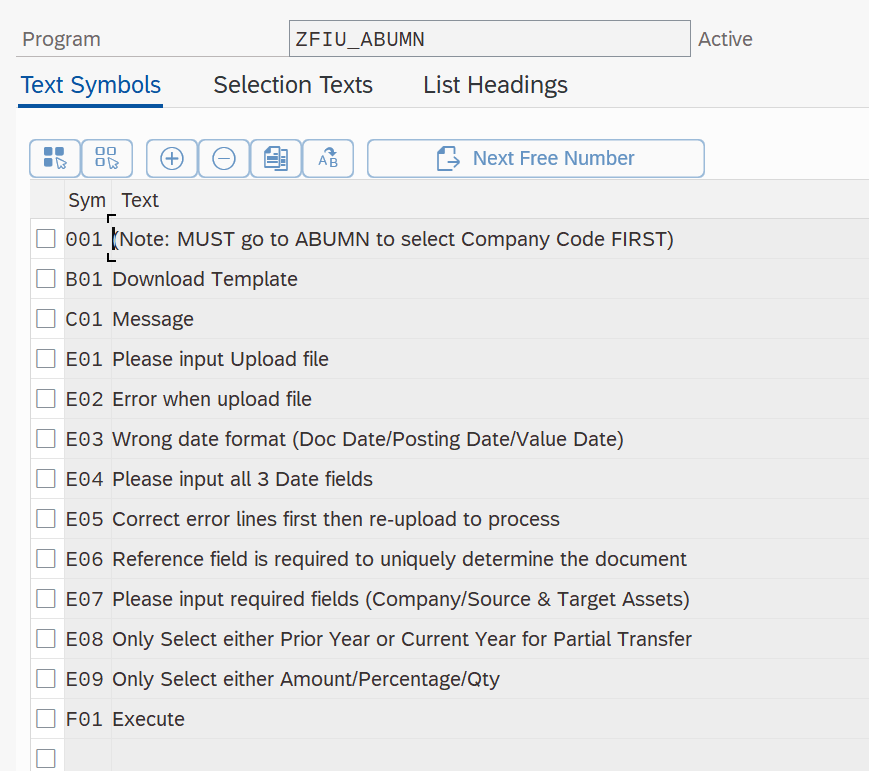 Program ZFIU_ABUMN Active
Text Symbols Selection Texts List Headings
Next Free Number
Sym Text
001 (Note: MUST go to ABUMN to select Company Code FIRST)
B01 Download Template
C01 Message
E01 Please input Upload file
E02 Error when upload file
E03 Wrong date format (Doc Date/Posting Date/Value Date)
E04 Please input all 3 Date fields
E05 Correct error lines first then re-upload to process
E06 Reference field is required to uniquely determine the document
E07 Please input required fields (Company/Source & Target Assets)
E08 Only Select either Prior Year or Current Year for Partial Transfer
E09 Only Select either Amount/Percentage/Qty
F01 Execute